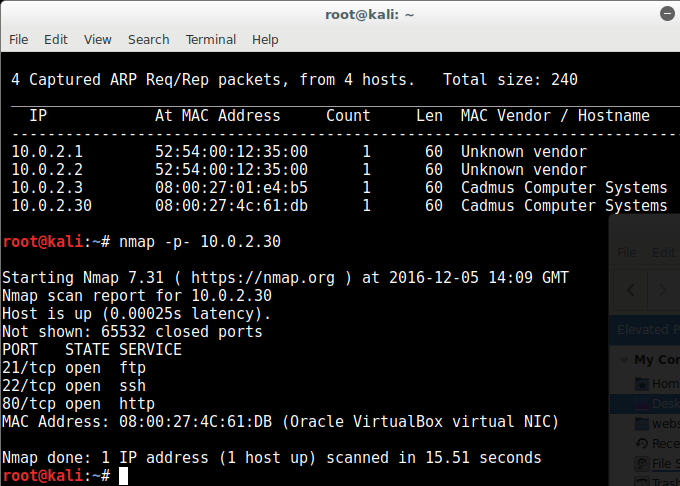 root@kali: ~
File Edit View Search Terminal Help
4 Captured ARP Req/Rep packets, from 4 hosts. Total size: 240
IP At MAC Address Count Len MAC Vendor / Hostname
-----------------------------------------------------------------------------
10.0.2.1 52:54:00:12:35:00 1 60 Unknown vendor
10.0.2.2 52:54:00:12:35:00 1 60 Unknown vendor
10.0.2.3 08:00:27:01:e4:b5 1 60 Cadmus Computer Systems
10.0.2.30 08:00:27:4c:61:db 1 60 Cadmus Computer Systems
root@kali:~# nmap -p- 10.0.2.30
Starting Nmap 7.31 ( https://nmap.org ) at 2016-12-05 14:09 GMT
Nmap scan report for 10.0.2.30
Host is up (0.00025s latency).
Not shown: 65532 closed ports
PORT STATE SERVICE
21/tcp open ftp
22/tcp open ssh
80/tcp open http
MAC Address: 08:00:27:4C:61:DB (Oracle VirtualBox virtual NIC)
Nmap done: 1 IP address (1 host up) scanned in 15.51 seconds
root@kali:~#
File Edit
Elevated P
My Co
Hom
Desk
webs
Rece
File S
Trash